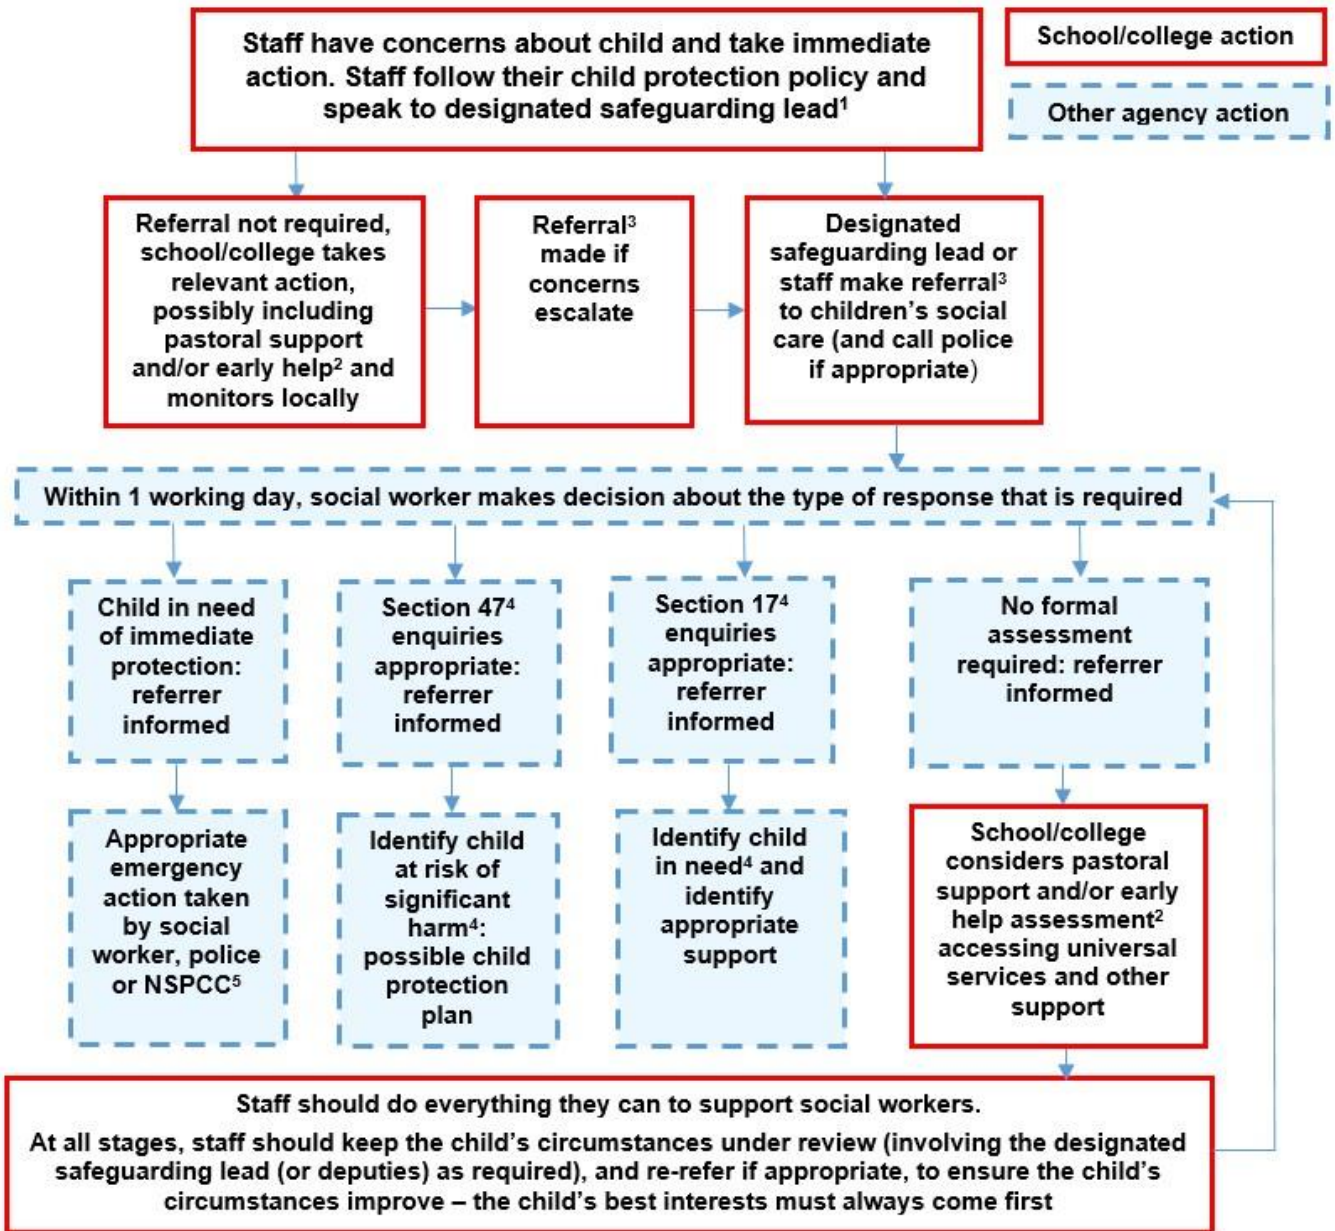 Staff have concerns about child and take immediate
action. Staff follow their child protection policy and
speak to designated safeguarding lead¹
School/college action
Other agency action
Referral not required,
school/college takes
relevant action,
possibly including
pastoral support
and/or early help² and
monitors locally
Referral³
made if
concerns
escalate
Designated
safeguarding lead or
staff make referral³
to children’s social
care (and call police
if appropriate)
Within 1 working day, social worker makes decision about the type of response that is required
Child in need
of immediate
protection:
referrer
informed
Section 47⁴
enquiries
appropriate:
referrer
informed
Section 17⁴
enquiries
appropriate:
referrer
informed
No formal
assessment
required: referrer
informed
Appropriate
emergency
action taken
by social
worker, police
or NSPCC⁵
Identify child
at risk of
significant
harm⁴:
possible child
protection
plan
Identify child
in need⁴ and
identify
appropriate
support
School/college
considers pastoral
support and/or early
help assessment²
accessing universal
services and other
support
Staff should do everything they can to support social workers.
At all stages, staff should keep the child’s circumstances under review (involving the designated
safeguarding lead (or deputies) as required), and re-refer if appropriate, to ensure the child’s
circumstances improve – the child’s best interests must always come first